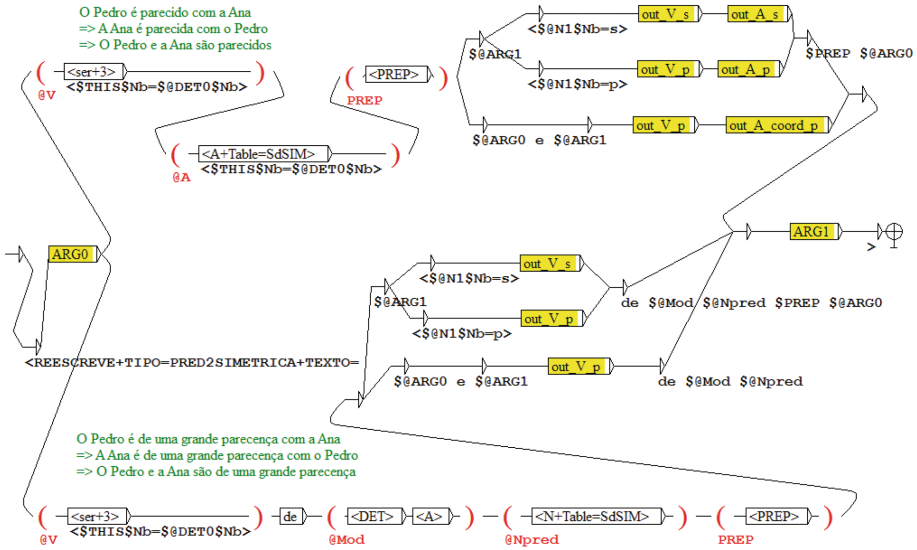 O Pedro é parecido com a Ana
=> A Ana é parecida com o Pedro
=> O Pedro e a Ana são parecidos
( <ser+3> )
@V
<$THIS$Nb=$@DET0$Nb>
( <A+Table=SdSIM> )
@A
<$THIS$Nb=$@DET0$Nb>
( <PREP> )
PREP
$@ARG1
<$@N1$Nb=s>
out_V_s
out_A_s
<$@N1$Nb=p>
out_V_p
out_A_p
$@ARG0 e $@ARG1
out_V_p
out_A_coord_p
$PREP $@ARG0
ARG0
<REESCREVE+TIPO=PRED2SIMETRICA+TEXTO=
$@ARG1
<$@N1$Nb=s>
out_V_s
<$@N1$Nb=p>
out_V_p
de $@Mod $@Npred $PREP $@ARG0
$@ARG0 e $@ARG1
out_V_p
de $@Mod $@Npred
ARG1
>
O Pedro é de uma grande parecença com a Ana
=> A Ana é de uma grande parecença com o Pedro
=> O Pedro e a Ana são de uma grande parecença
( <ser+3> ) de ( <DET> <A> ) ( <N+Table=SdSIM> ) ( <PREP> )
<$THIS$Nb=$@DET0$Nb>
@V @Mod @Npred PREP